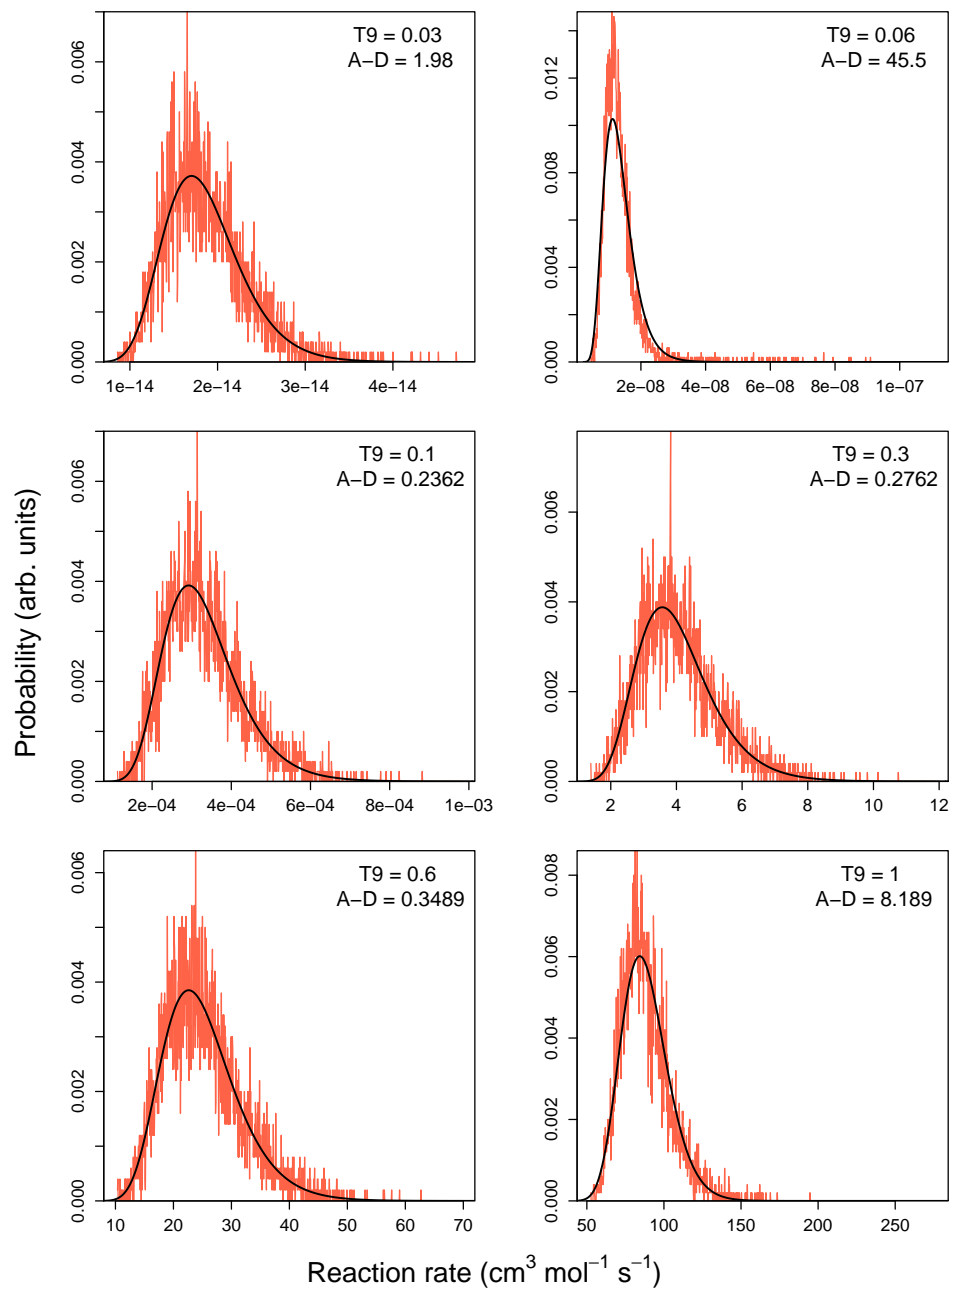 T9 = 0.03
A−D = 1.98
0.000
0.002
0.004
0.006
1e−14
2e−14
3e−14
4e−14
T9 = 0.06
A−D = 45.5
0.000
0.004
0.008
0.012
2e−08
4e−08
6e−08
8e−08
1e−07
T9 = 0.1
A−D = 0.2362
0.000
0.002
0.004
0.006
2e−04
4e−04
6e−04
8e−04
1e−03
T9 = 0.3
A−D = 0.2762
0.000
0.002
0.004
0.006
2
4
6
8
10
12
T9 = 0.6
A−D = 0.3489
0.000
0.002
0.004
0.006
10
20
30
40
50
60
70
T9 = 1
A−D = 8.189
0.000
0.002
0.004
0.006
0.008
50
100
150
200
250
Probability (arb. units)
Reaction rate (cm³ mol⁻¹ s⁻¹)